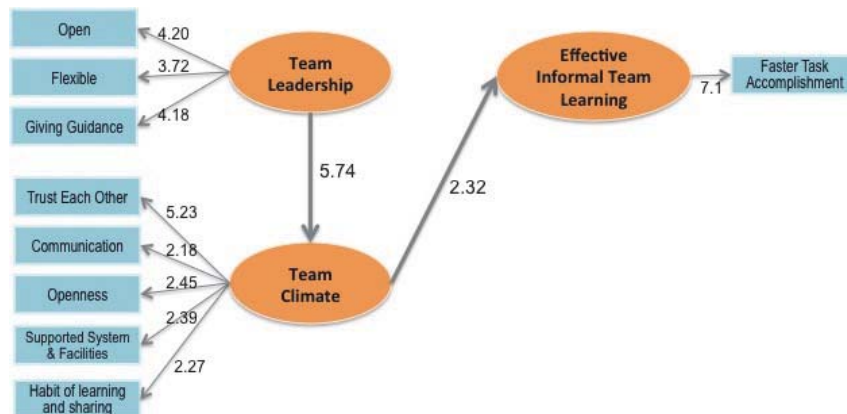 Open
4.20
Flexible
3.72
Giving Guidance
4.18
Team
Leadership
Effective
Informal Team
Learning
7.1
Faster Task
Accomplishment
5.74
2.32
Trust Each Other
5.23
Communication
2.18
Openness
2.45
Supported System
& Facilities
2.39
Habit of learning
and sharing
2.27
Team
Climate